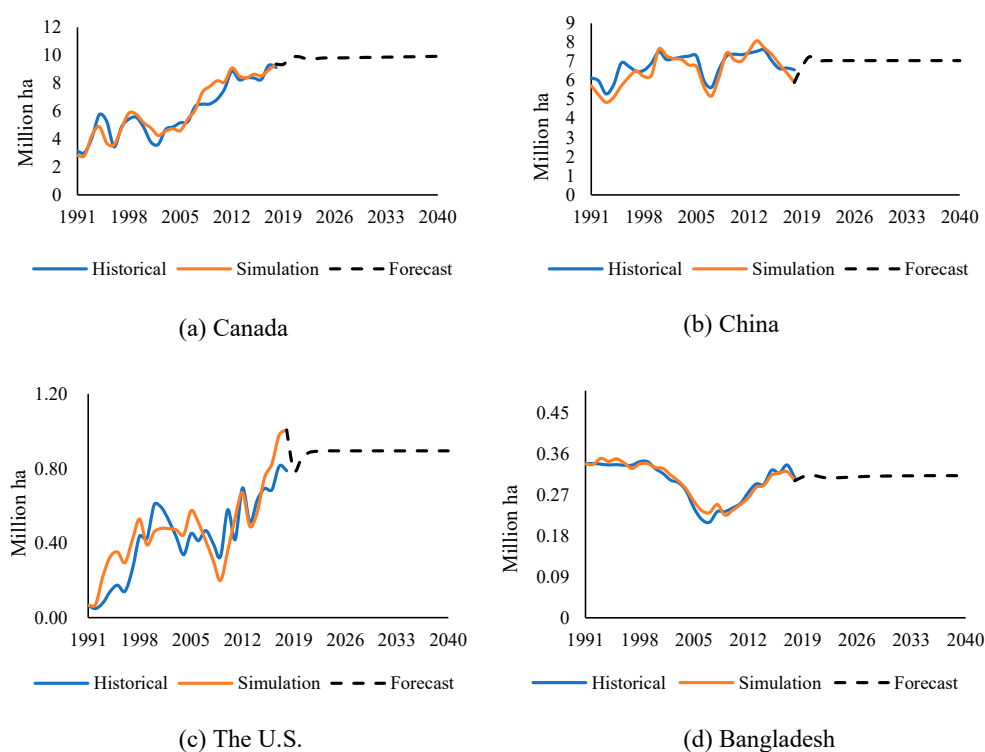 Million ha
12
10
8
6
4
2
0
1991 1998 2005 2012 2019 2026 2033 2040
Historical Simulation Forecast
(a) Canada
Million ha
9
8
7
6
5
4
3
2
1
0
1991 1998 2005 2012 2019 2026 2033 2040
Historical Simulation Forecast
(b) China
Million ha
1.20
0.80
0.40
0.00
1991 1998 2005 2012 2019 2026 2033 2040
Historical Simulation Forecast
(c) The U.S.
Million ha
0.45
0.36
0.27
0.18
0.09
0
1991 1998 2005 2012 2019 2026 2033 2040
Historical Simulation Forecast
(d) Bangladesh